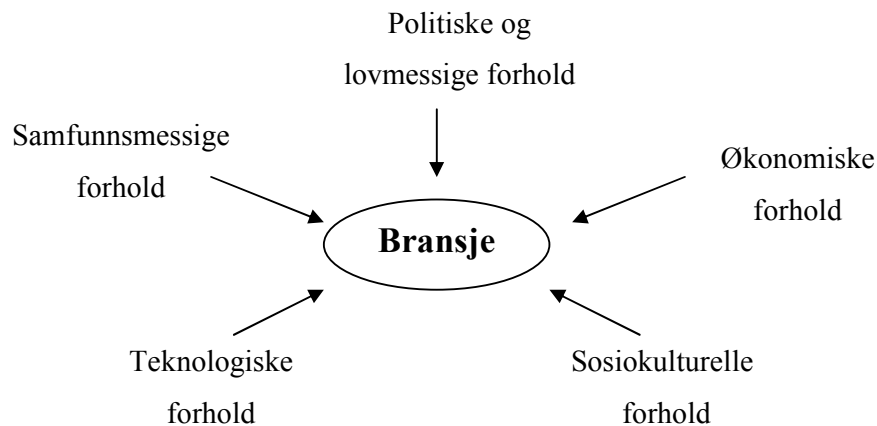 Politiske og
lovmessige forhold
Samfunnsmessige
forhold
Økonomiske
forhold
Bransje
Teknologiske
forhold
Sosiokulturelle
forhold